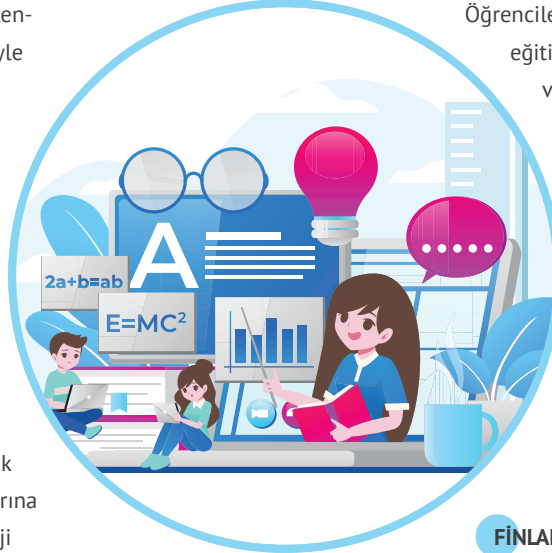 en-
yle
Öğrencile
eğiti
v
A
2a+b=ab
E=MC²
k
rına
ji
FİNLA